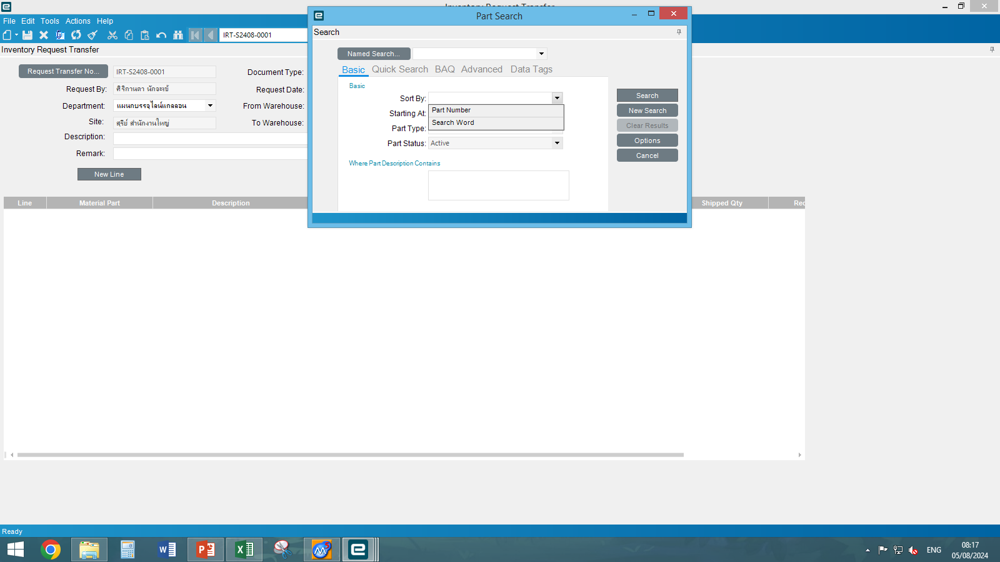 Inventory Request Transfer
Part Search
File Edit Tools Actions Help
IRT-S2408-0001
Search
Inventory Request Transfer
Named Search...
Basic Quick Search BAQ Advanced Data Tags
Request Transfer No... IRT-S2408-0001 Document Type:
Basic
Request By: ศิริกานดา นักจะเข้ Request Date:
Sort By:
Search
Department: แผนกบรรจุไลน์แกลลอน From Warehouse:
Part Number
Starting At:
New Search
Site: สุรีย์ สำนักงานใหญ่ To Warehouse:
Search Word
Part Type:
Clear Results
Description:
Part Status: Active
Options
Remark:
Cancel
Where Part Description Contains
New Line
Line Material Part Description Shipped Qty Rec
Ready
ENG
08:17
05/08/2024